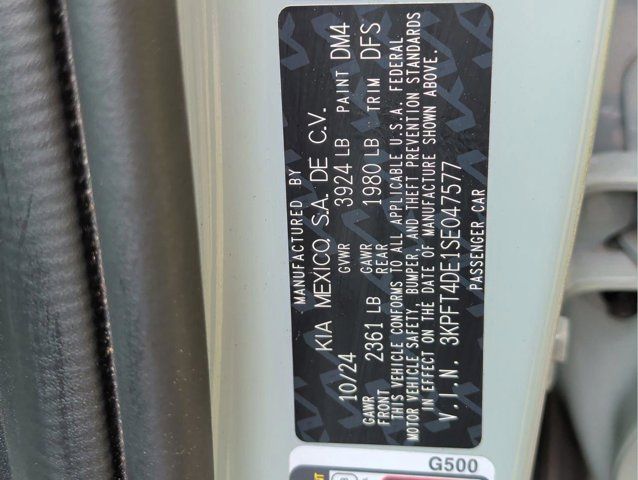 MANUFACTURED BY
KIA MEXICO, S.A. DE C.V.
10/24 GVWR 3924 LB PAINT DM4
GAWR FRONT 2361 LB GAWR REAR 1980 LB TRIM DFS
THIS VEHICLE CONFORMS TO ALL APPLICABLE U.S.A. FEDERAL
MOTOR VEHICLE SAFETY, BUMPER, AND THEFT PREVENTION STANDARDS
IN EFFECT ON THE DATE OF MANUFACTURE SHOWN ABOVE.
V.I.N. 3KPFT4DE1SE047577
PASSENGER CAR
G500